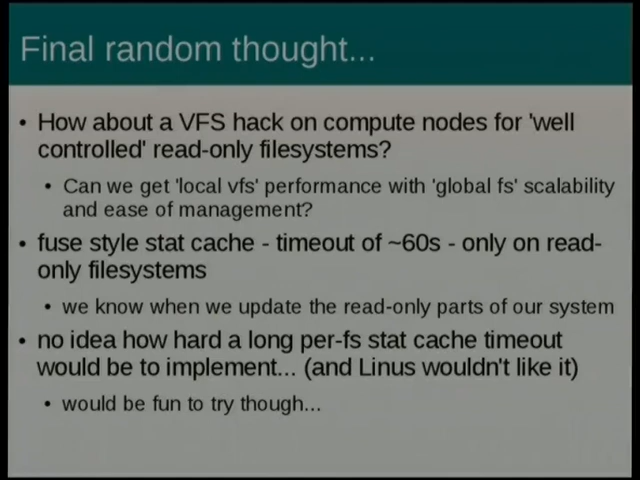 Final random thought...
• How about a VFS hack on compute nodes for 'well
controlled' read-only filesystems?
• Can we get 'local vfs' performance with 'global fs' scalability
and ease of management?
• fuse style stat cache - timeout of ~60s - only on read-
only filesystems
• we know when we update the read-only parts of our system
• no idea how hard a long per-fs stat cache timeout
would be to implement... (and Linus wouldn't like it)
• would be fun to try though...